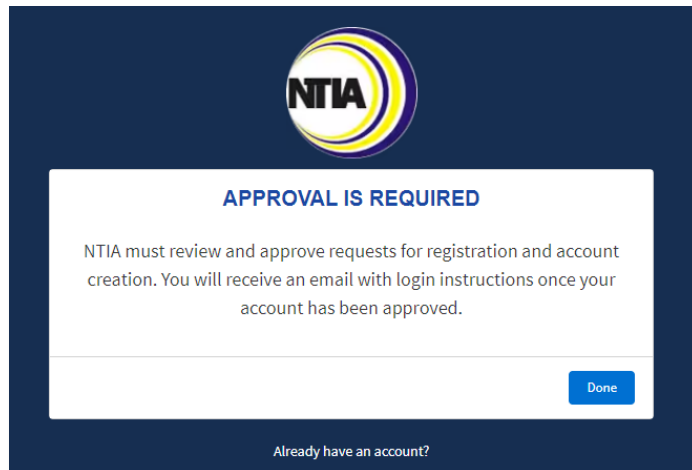 NTIA
APPROVAL IS REQUIRED
NTIA must review and approve requests for registration and account
creation. You will receive an email with login instructions once your
account has been approved.
Done
Already have an account?